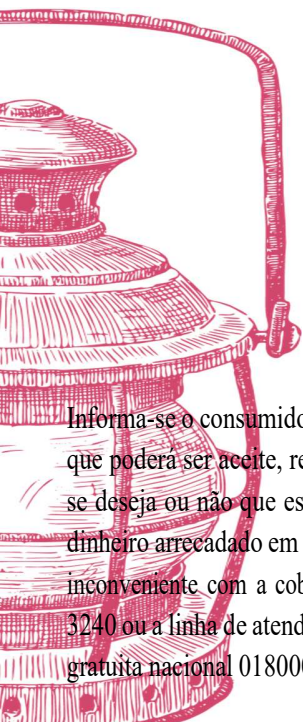 Informa-se o consumido
que poderá ser aceite, re
se deseja ou não que es
dinheiro arrecadado em
inconveniente com a cob
3240 ou a linha de atend
gratuita nacional 018000